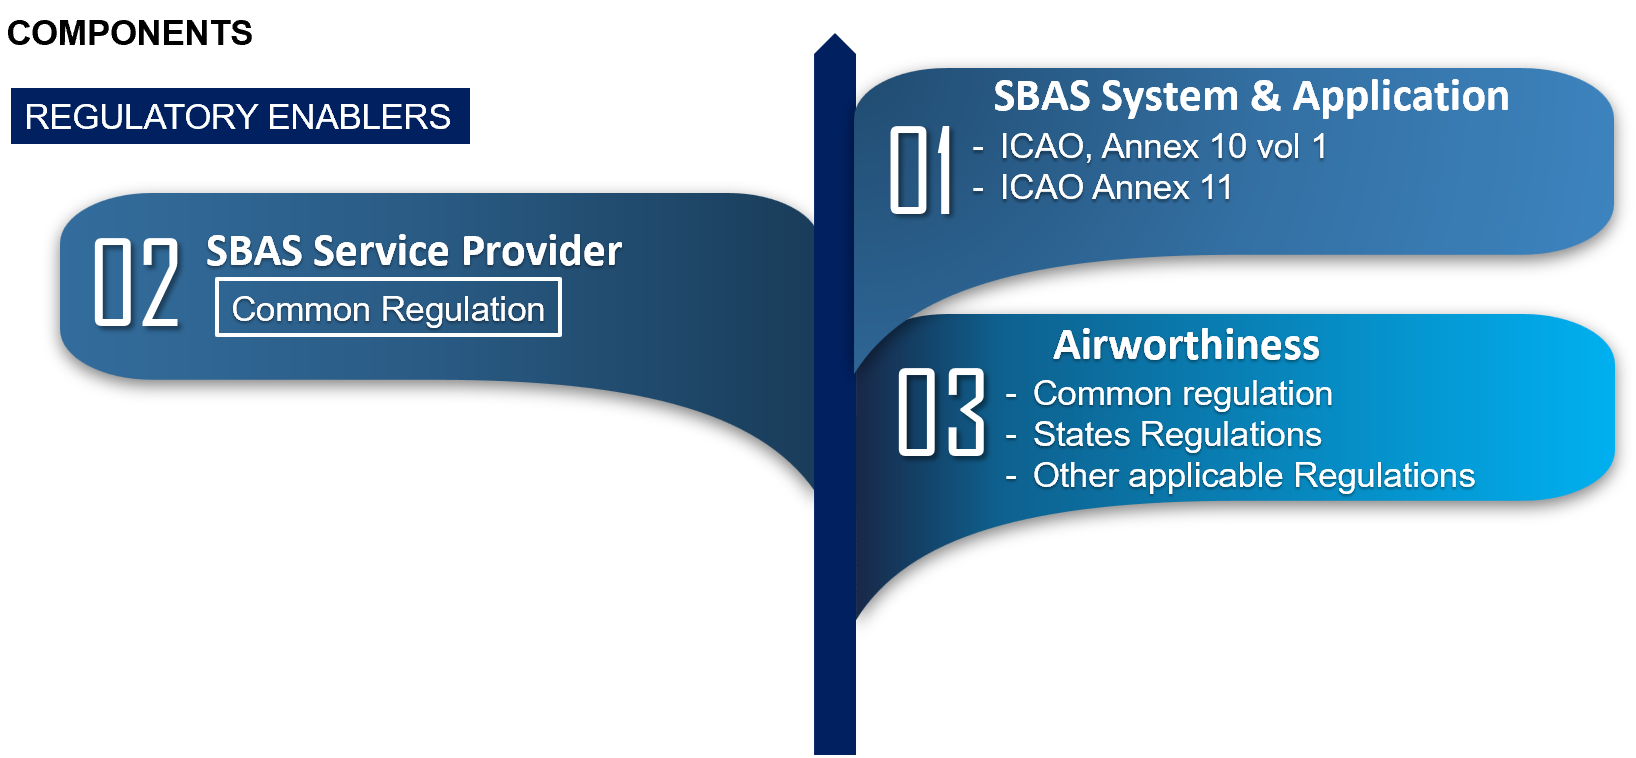 COMPONENTS
REGULATORY ENABLERS
01
SBAS System & Application
- ICAO, Annex 10 vol 1
- ICAO Annex 11
02
SBAS Service Provider
Common Regulation
03
Airworthiness
- Common regulation
- States Regulations
- Other applicable Regulations